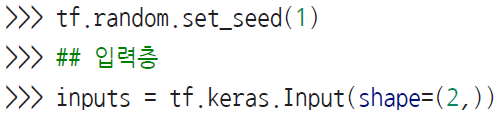 >>> tf.random.set_seed(1)
>>> ## 입력층
>>> inputs = tf.keras.Input(shape=(2,))